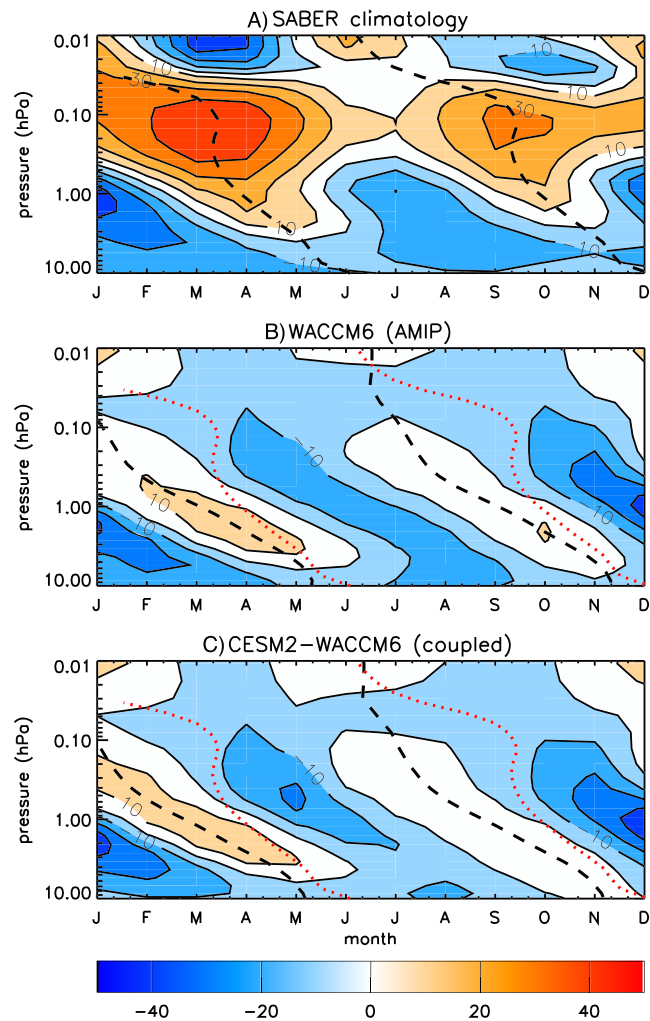 A) SABER climatology
0.01
0.10
1.00
10.00
pressure (hPa)
10
30
10
10
30
10
10
10
10
J F M A M J J A S O N D
B) WACCM6 (AMIP)
0.01
0.10
1.00
10.00
pressure (hPa)
-10
10
-10
-10
J F M A M J J A S O N D
C) CESM2-WACCM6 (coupled)
0.01
0.10
1.00
10.00
pressure (hPa)
-10
10
-10
-10
J F M A M J J A S O N D
month
-40 -20 0 20 40